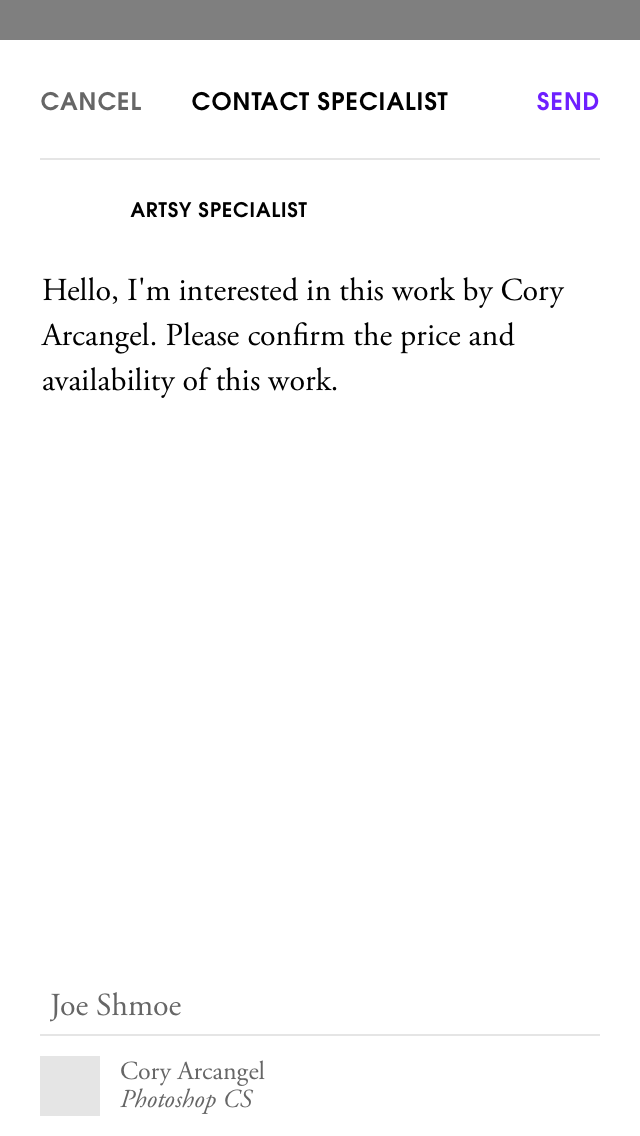 CANCEL CONTACT SPECIALIST SEND
ARTSY SPECIALIST
Hello, I'm interested in this work by Cory
Arcangel. Please confirm the price and
availability of this work.
Joe Shmoe
Cory Arcangel
Photoshop CS